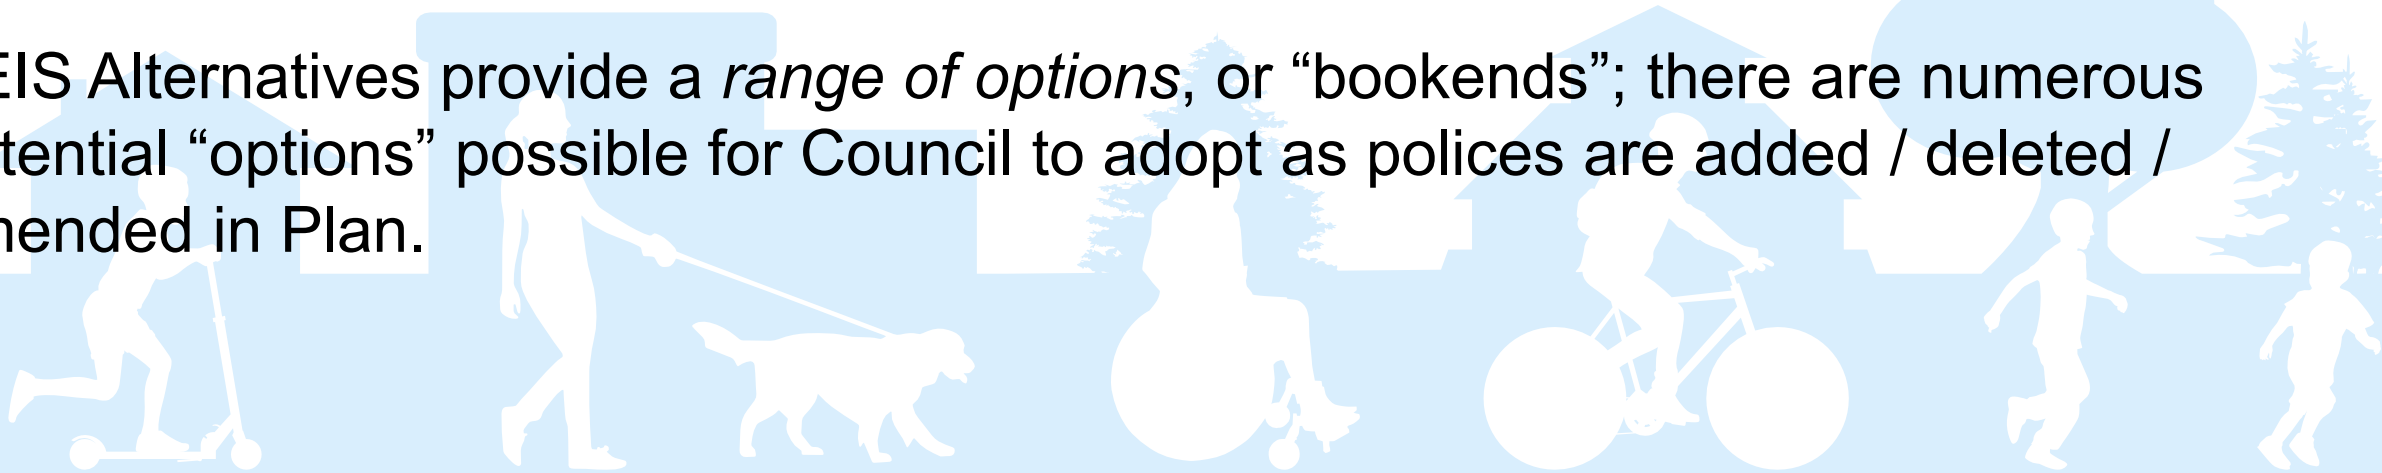 EIS Alternatives provide a range of options, or “bookends”; there are numerous
tential “options” possible for Council to adopt as polices are added / deleted /
ended in Plan.